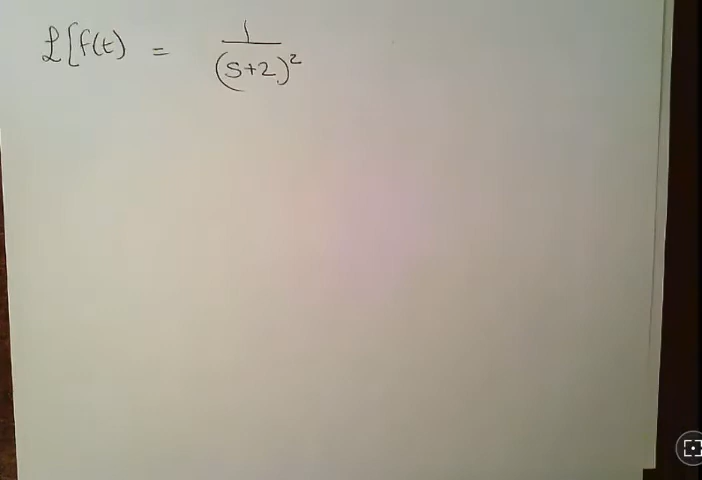 ℒ[f(t) = 1/(s+2)²